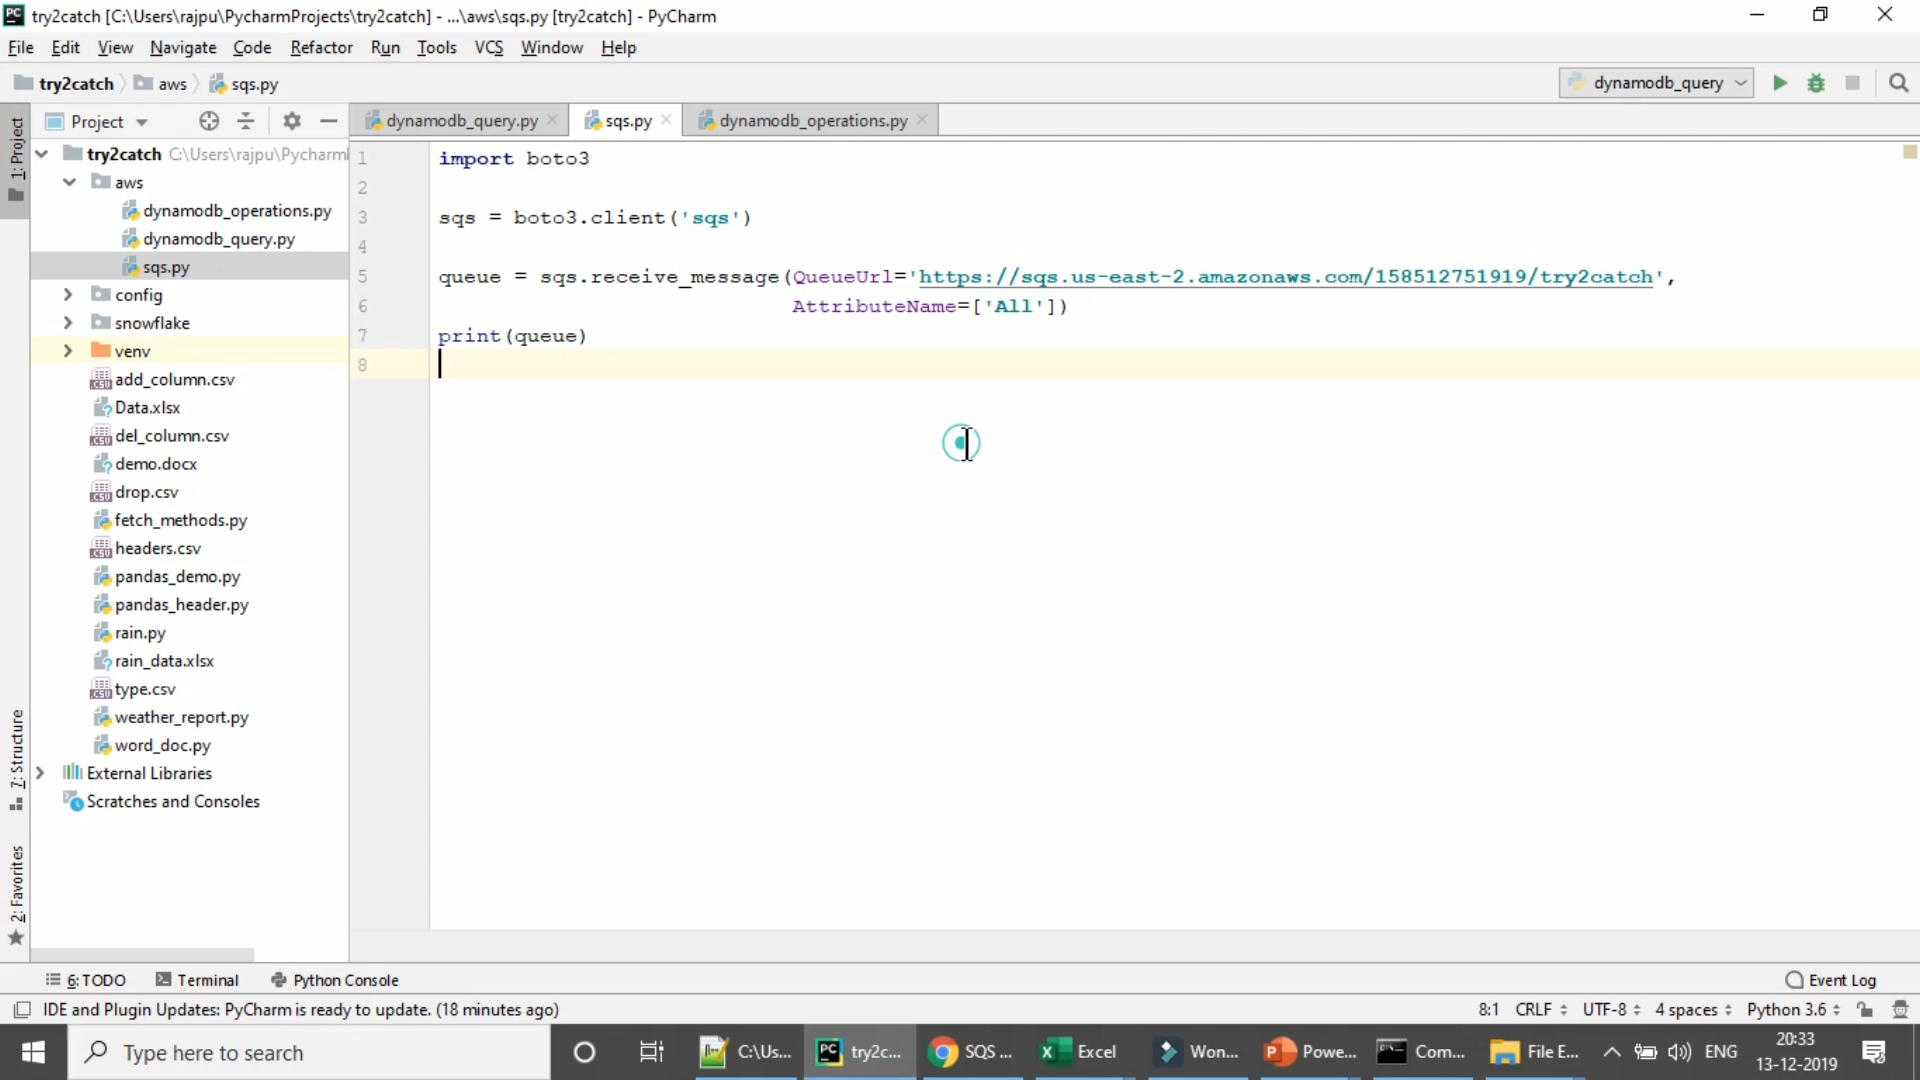 try2catch [C:\Users\rajpu\PycharmProjects\try2catch] - ...\aws\sqs.py [try2catch] - PyCharm
File Edit View Navigate Code Refactor Run Tools VCS Window Help
try2catch aws sqs.py dynamodb_query
Project dynamodb_query.py sqs.py dynamodb_operations.py
1: Project
try2catch C:\Users\rajpu\Pycharm
aws
dynamodb_operations.py
dynamodb_query.py
sqs.py
config
snowflake
venv
add_column.csv
Data.xlsx
del_column.csv
demo.docx
drop.csv
fetch_methods.py
headers.csv
pandas_demo.py
pandas_header.py
rain.py
rain_data.xlsx
type.csv
weather_report.py
word_doc.py
External Libraries
Scratches and Consoles
7: Structure
2: Favorites
1 import boto3
2
3 sqs = boto3.client('sqs')
4
5 queue = sqs.receive_message(QueueUrl='https://sqs.us-east-2.amazonaws.com/158512751919/try2catch',
6 AttributeName=['All'])
7 print(queue)
8
6: TODO Terminal Python Console Event Log
IDE and Plugin Updates: PyCharm is ready to update. (18 minutes ago) 8:1 CRLF UTF-8 4 spaces Python 3.6
Type here to search C:\Us... try2c... SQS ... Excel Won... Powe... Com... File E... ENG 20:33
13-12-2019